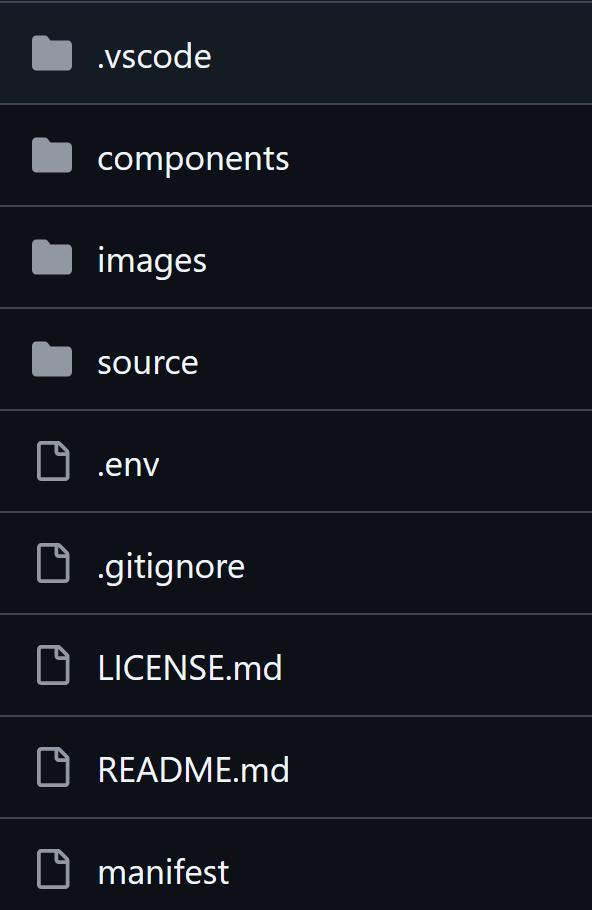 .vscode
components
images
source
.env
.gitignore
LICENSE.md
README.md
manifest